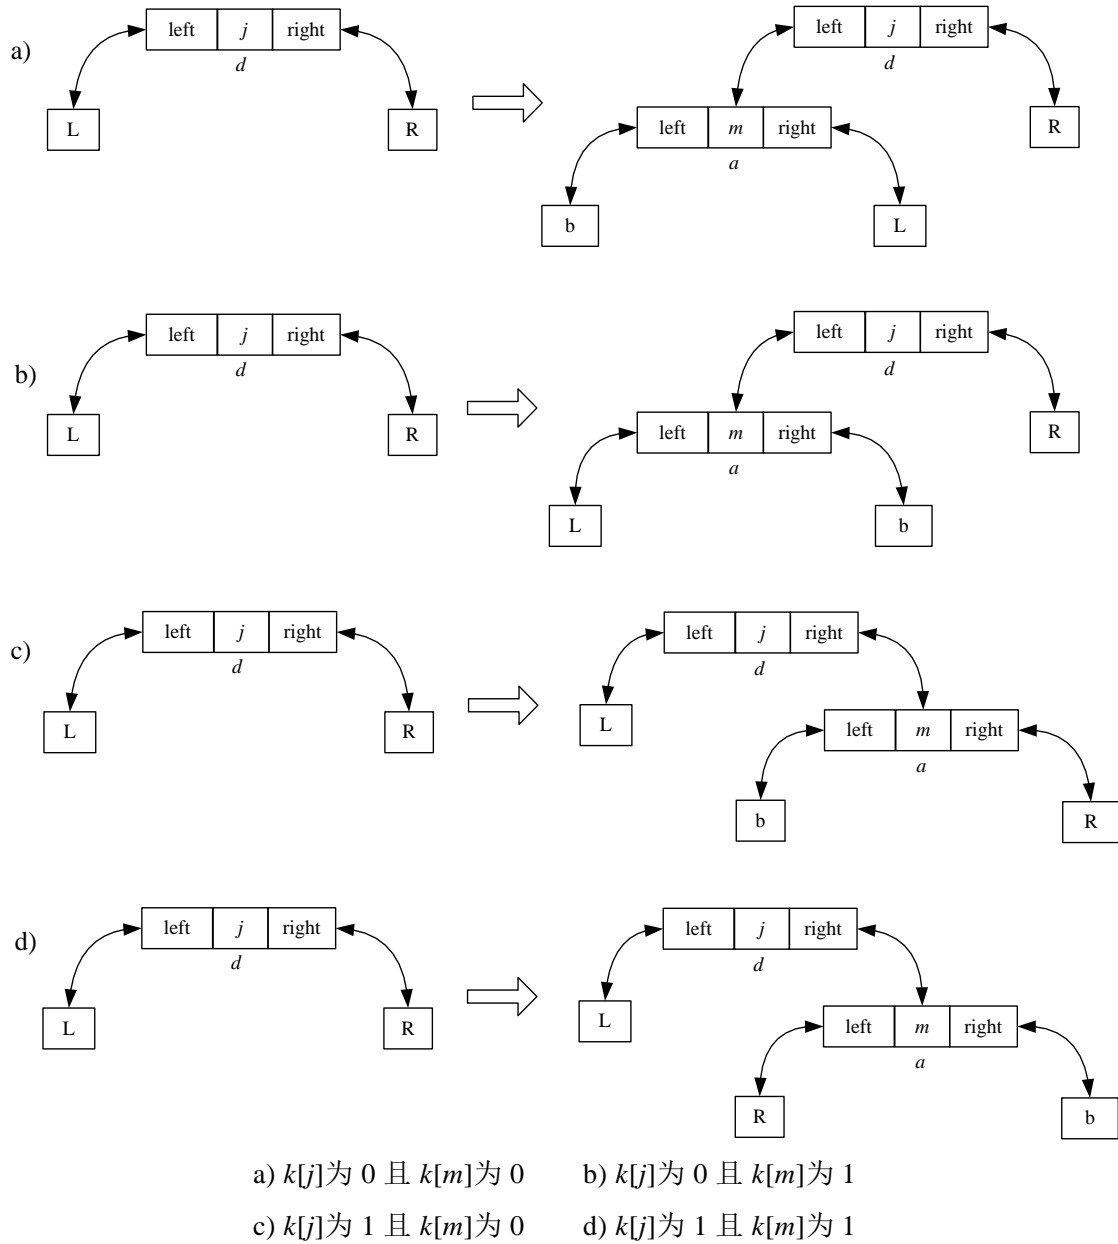 left j right left j right
a) d d
L R left m right R
a
b L
left j right left j right
b) d d
L R left m right R
a
L b
left j right left j right
c) d d
L R L left m right
a
b R
left j right left j right
d) d d
L R L left m right
a
R b
a) k[j]为 0 且 k[m]为 0 b) k[j]为 0 且 k[m]为 1
c) k[j]为 1 且 k[m]为 0 d) k[j]为 1 且 k[m]为 1